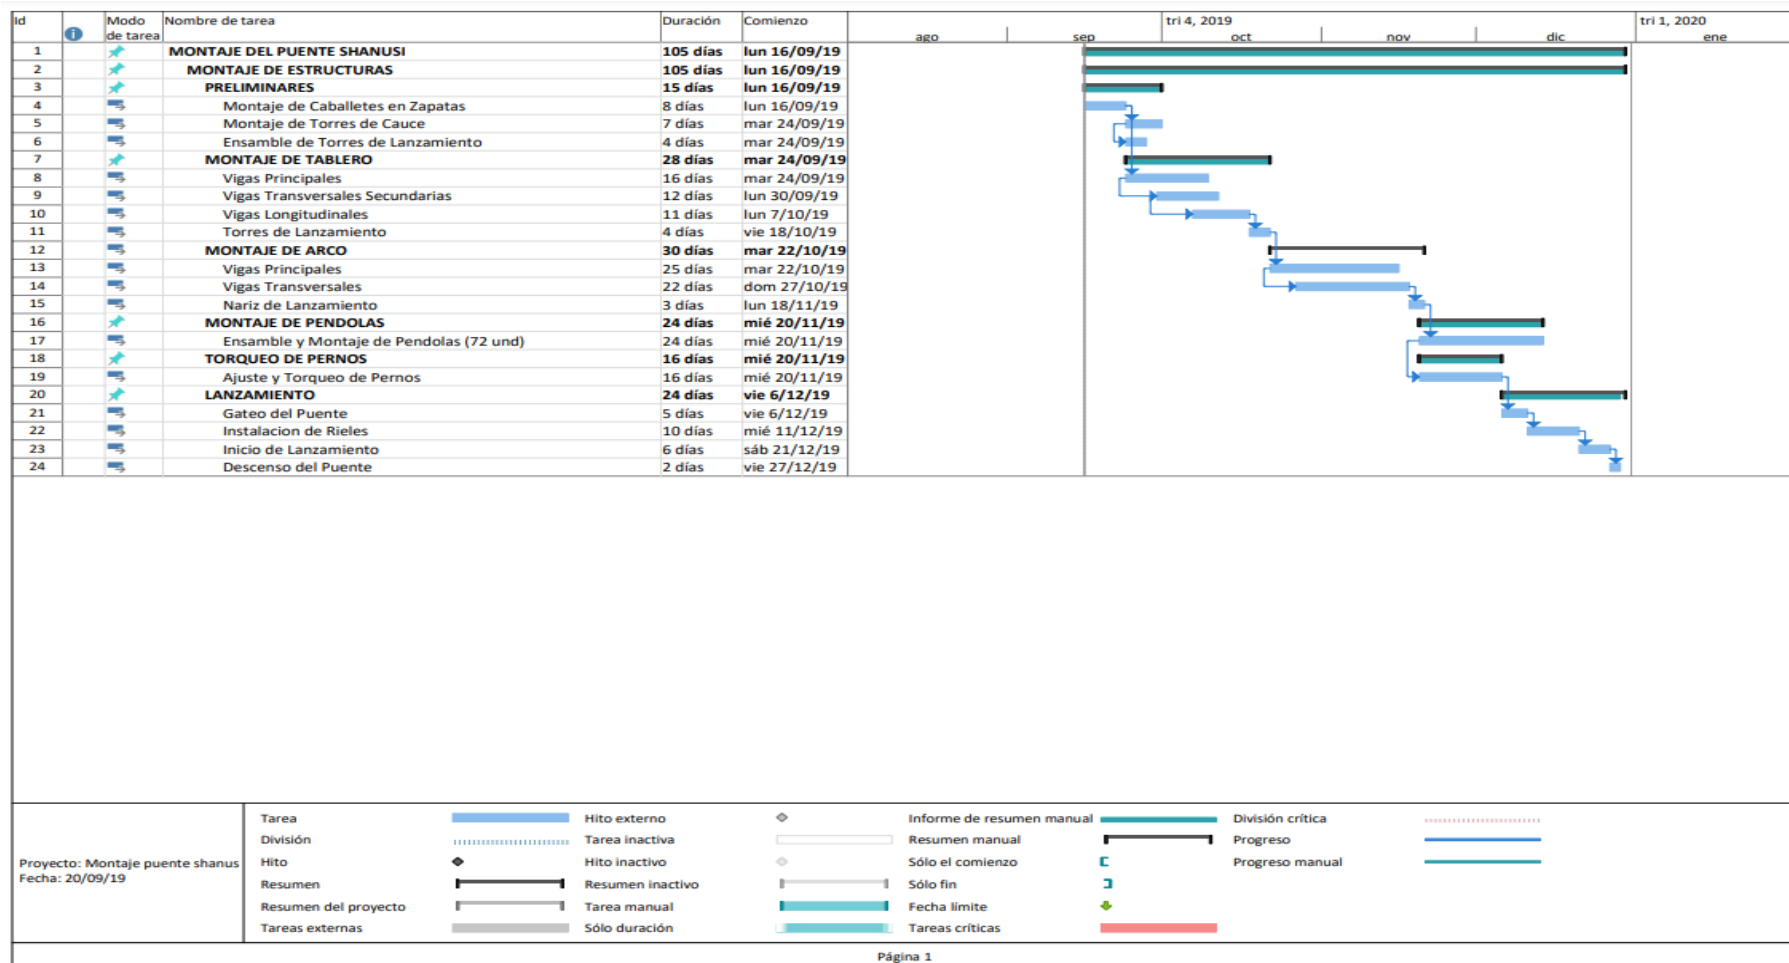 Id Modo de tarea Nombre de tarea Duración Comienzo tri 4, 2019 tri 1, 2020
ago sep oct nov dic ene
1 MONTAJE DEL PUENTE SHANUSI 105 días lun 16/09/19
2 MONTAJE DE ESTRUCTURAS 105 días lun 16/09/19
3 PRELIMINARES 15 días lun 16/09/19
4 Montaje de Caballetes en Zapatas 8 días lun 16/09/19
5 Montaje de Torres de Cauce 7 días mar 24/09/19
6 Ensamble de Torres de Lanzamiento 4 días mar 24/09/19
7 MONTAJE DE TABLERO 28 días mar 24/09/19
8 Vigas Principales 16 días mar 24/09/19
9 Vigas Transversales Secundarias 12 días lun 30/09/19
10 Vigas Longitudinales 11 días lun 7/10/19
11 Torres de Lanzamiento 4 días vie 18/10/19
12 MONTAJE DE ARCO 30 días mar 22/10/19
13 Vigas Principales 25 días mar 22/10/19
14 Vigas Transversales 22 días dom 27/10/19
15 Nariz de Lanzamiento 3 días lun 18/11/19
16 MONTAJE DE PENDOLAS 24 días mié 20/11/19
17 Ensamble y Montaje de Pendolas (72 und) 24 días mié 20/11/19
18 TORQUEO DE PERNOS 16 días mié 20/11/19
19 Ajuste y Torqueo de Pernos 16 días mié 20/11/19
20 LANZAMIENTO 24 días vie 6/12/19
21 Gateo del Puente 5 días vie 6/12/19
22 Instalacion de Rieles 10 días mié 11/12/19
23 Inicio de Lanzamiento 6 días sáb 21/12/19
24 Descenso del Puente 2 días vie 27/12/19
Proyecto: Montaje puente shanus
Fecha: 20/09/19
Tarea Hito externo Informe de resumen manual División crítica
División Tarea inactiva Resumen manual Progreso
Hito Hito inactivo Sólo el comienzo Progreso manual
Resumen Resumen inactivo Sólo fin
Resumen del proyecto Tarea manual Fecha límite
Tareas externas Sólo duración Tareas críticas
Página 1